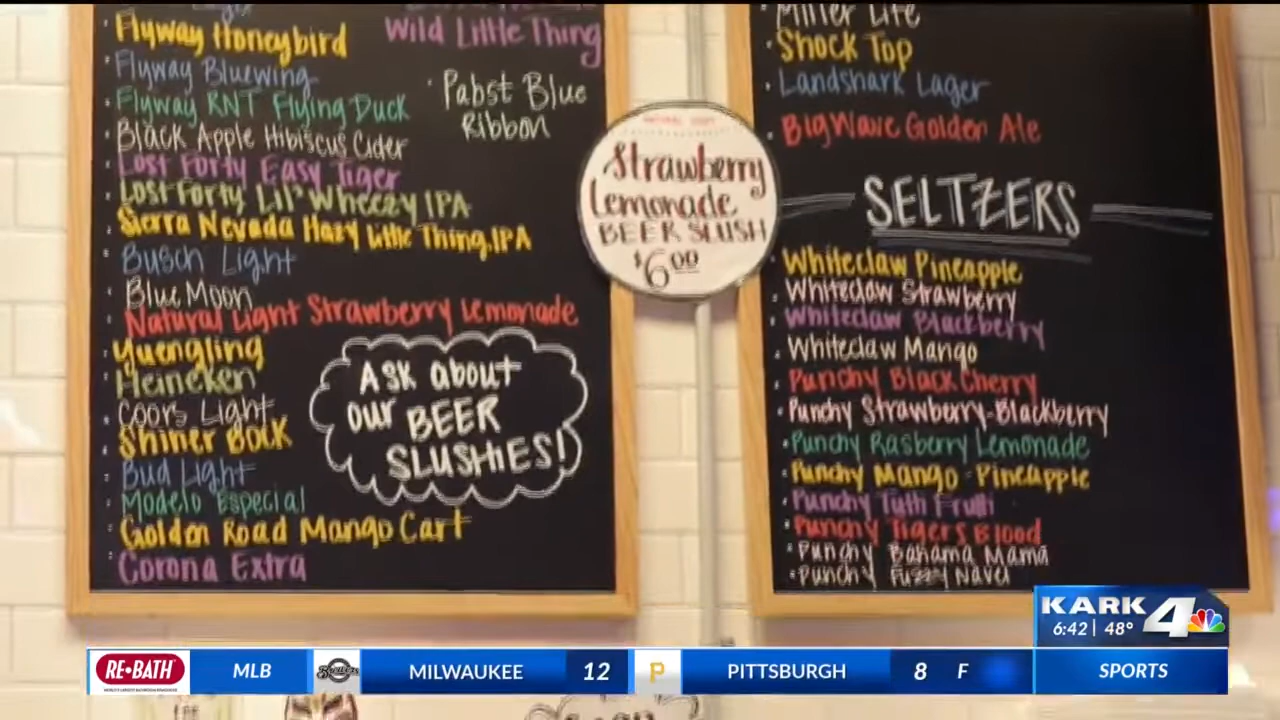 Flyway Honeybird
Flyway Bluewing
Flyway RNT Flying Duck
Black Apple Hibiscus Cider
Lost Forty Easy Tiger
Lost Forty Lil' Wheezy IPA
Sierra Nevada Hazy Little Thing IPA
Busch Light
Blue Moon
Natural Light Strawberry Lemonade
Yuengling
Heineken
Coors Light
Shiner Bock
Bud Light
Modelo Especial
Golden Road Mango Cart
Corona Extra
Wild Little Thing
Pabst Blue
Ribbon
Ask about
our BEER
SLUSHiES!
Strawberry
Lemonade
BEER SLUSH
$6.00
Miller Life
Shock Top
Landshark Lager
Big Wave Golden Ale
SELTZERS
Whiteclaw Pineapple
Whiteclaw Strawberry
Whiteclaw Blackberry
Whiteclaw Mango
Punchy Black Cherry
Punchy Strawberry-Blackberry
Punchy Rasberry Lemonade
Punchy Mango-Pineapple
Punchy Tutti Frutti
Punchy Tigers Blood
Punchy Bahama Mama
Punchy Fuzzy Navel
KARK 4
6:42 | 48°
RE·BATH MLB Brewers MILWAUKEE 12 P PITTSBURGH 8 F SPORTS